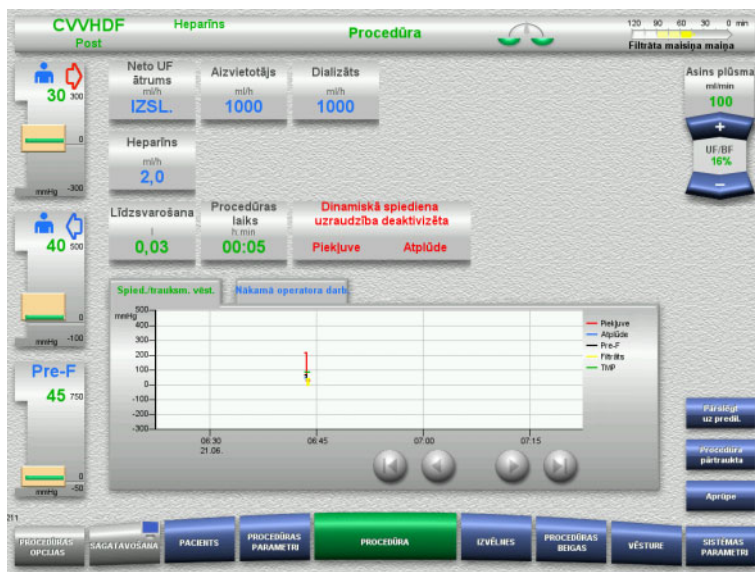 CVVHDF
Post
Heparīns
Procedūra
120 90 60 30 0 min
Filtrāta maisiņa maiņa
30
300
0
mmHg -300
40
500
0
mmHg -100
Pre-F
45
750
0
mmHg -50
Neto UF
ātrums
ml/h
IZSL.
Aizvietotājs
ml/h
1000
Dializāts
ml/h
1000
Heparīns
ml/h
2,0
Līdzsvarošana
l
0,03
Procedūras
laiks
h:min
00:05
Dinamiskā spiediena
uzraudzība deaktivizēta
Piekļuve Atplūde
Asins plūsma
ml/min
100
+
UF/BF
16%
–
Spied./trauksm. vēst.
Nākamā operatora darb.
mmHg
500
400
300
200
100
0
-100
-200
-300
06:30 06:45 07:00 07:15
21.06.
Piekļuve
Atplūde
Pre-F
Filtrāts
TMP
Pārslēgt
uz predil.
Procedūra
pārtraukta
Aprūpe
211
PROCEDŪRAS
OPCIJAS
SAGATAVOŠANA
PACIENTS
PROCEDŪRAS
PARAMETRI
PROCEDŪRA
IZVĒLNES
PROCEDŪRAS
BEIGAS
VĒSTURE
SISTĒMAS
PARAMETRI